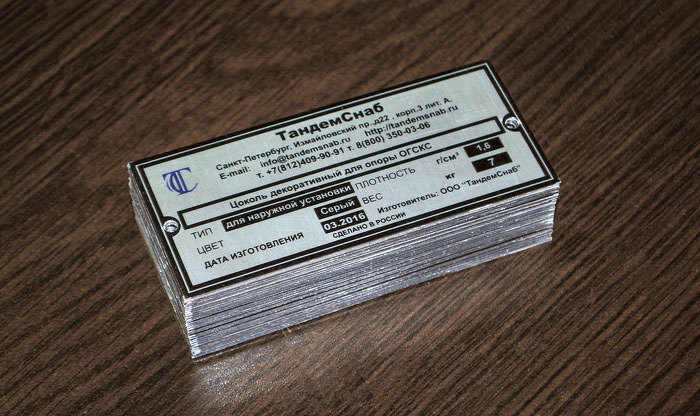 ТандемСнаб
Санкт-Петербург, Измайловский пр.,д22 , корп.3 лит. А.
E-mail: info@tandemsnab.ru http://tandemsnab.ru
т. +7(812)409-90-91 т. 8(800) 350-03-06
ТС
Цоколь декоративный для опоры ОГСКС
ТИП для наружной установки ПЛОТНОСТЬ г/см³ 1,6
ЦВЕТ Серый ВЕС кг 7
ДАТА ИЗГОТОВЛЕНИЯ 03.2016 Изготовитель: ООО "ТандемСнаб"
СДЕЛАНО В РОССИИ